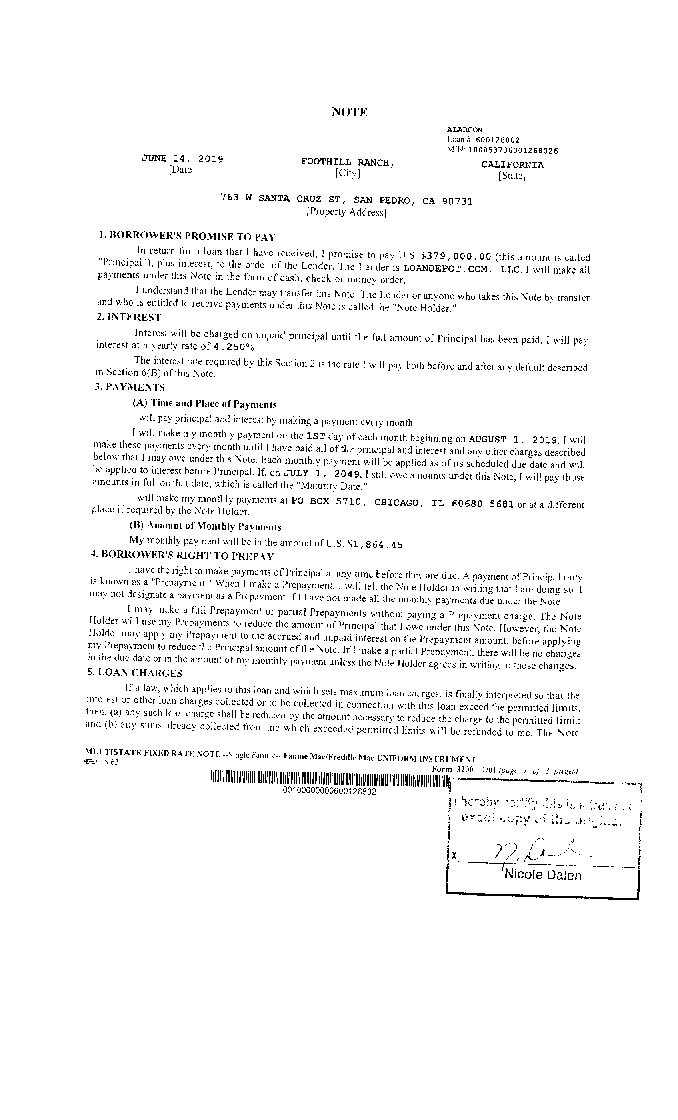 NOTE
ALARCON
Loan #:
MIN:
JUNE 14, 2019
FOOTHILL RANCH,
CALIFORNIA
[Date]
[City]
[State]
763 W SANTA CRUZ ST, SAN PEDRO, CA 90731
[Property Address]
1. BORROWER'S PROMISE TO PAY
In return for a loan that I have received, I promise to pay U.S. $379,000.00 (this amount is called
"Principal"), plus interest, to the order of the Lender. The Lender is LOANDEPOT.COM, LLC. I will make all
payments under this Note in the form of cash, check or money order.
I understand that the Lender may transfer this Note. The Lender or anyone who takes this Note by transfer
and who is entitled to receive payments under this Note is called the "Note Holder."
2. INTEREST
Interest will be charged on unpaid principal until the full amount of Principal has been paid. I will pay
interest at a yearly rate of 4.250%
The interest rate required by this Section 2 is the rate I will pay both before and after any default described
in Section 6(B) of this Note.
3. PAYMENTS
(A) Time and Place of Payments
I will pay principal and interest by making a payment every month
I will make my monthly payment on the 1ST day of each month beginning on AUGUST 1, 2019. I will
make these payments every month until I have paid all of the principal and interest and any other charges described
below that I may owe under this Note. Each monthly payment will be applied as of its scheduled due date and will
be applied to interest before Principal. If, on JULY 1, 2049, I still owe amounts under this Note, I will pay those
amounts in full on that date, which is called the "Maturity Date."
I will make my monthly payments at PO BOX 5710, CHICAGO, IL 60680-5681 or at a different
place if required by the Note Holder.
(B) Amount of Monthly Payments
My monthly payment will be in the amount of U.S. $1,864.45
4. BORROWER'S RIGHT TO PREPAY
I have the right to make payments of Principal at any time before they are due. A payment of Principal only
is known as a "Prepayment." When I make a Prepayment, I will tell the Note Holder in writing that I am doing so. I
may not designate a payment as a Prepayment if I have not made all the monthly payments due under the Note
I may make a full Prepayment or partial Prepayments without paying a Prepayment charge. The Note
Holder will use my Prepayments to reduce the amount of Principal that I owe under this Note. However, the Note
Holder may apply my Prepayment to the accrued and unpaid interest on the Prepayment amount, before applying
my Prepayment to reduce the Principal amount of the Note. If I make a partial Prepayment, there will be no changes
in the due date or in the amount of my monthly payment unless the Note Holder agrees in writing to those changes.
5. LOAN CHARGES
If a law, which applies to this loan and which sets maximum loan charges, is finally interpreted so that the
interest or other loan charges collected or to be collected in connection with this loan exceed the permitted limits,
then: (a) any such loan charge shall be reduced by the amount necessary to reduce the charge to the permitted limit;
and (b) any sums already collected from me which exceeded permitted limits will be refunded to me. The Note
MULTISTATE FIXED RATE NOTE--Single Family--Fannie Mae/Freddie Mac UNIFORM INSTRUMENT
Form 3200 1/01 (page 1 of 3 pages)
I hereby certify this is a true and
exact copy of the original.
X
Nicole Dalen